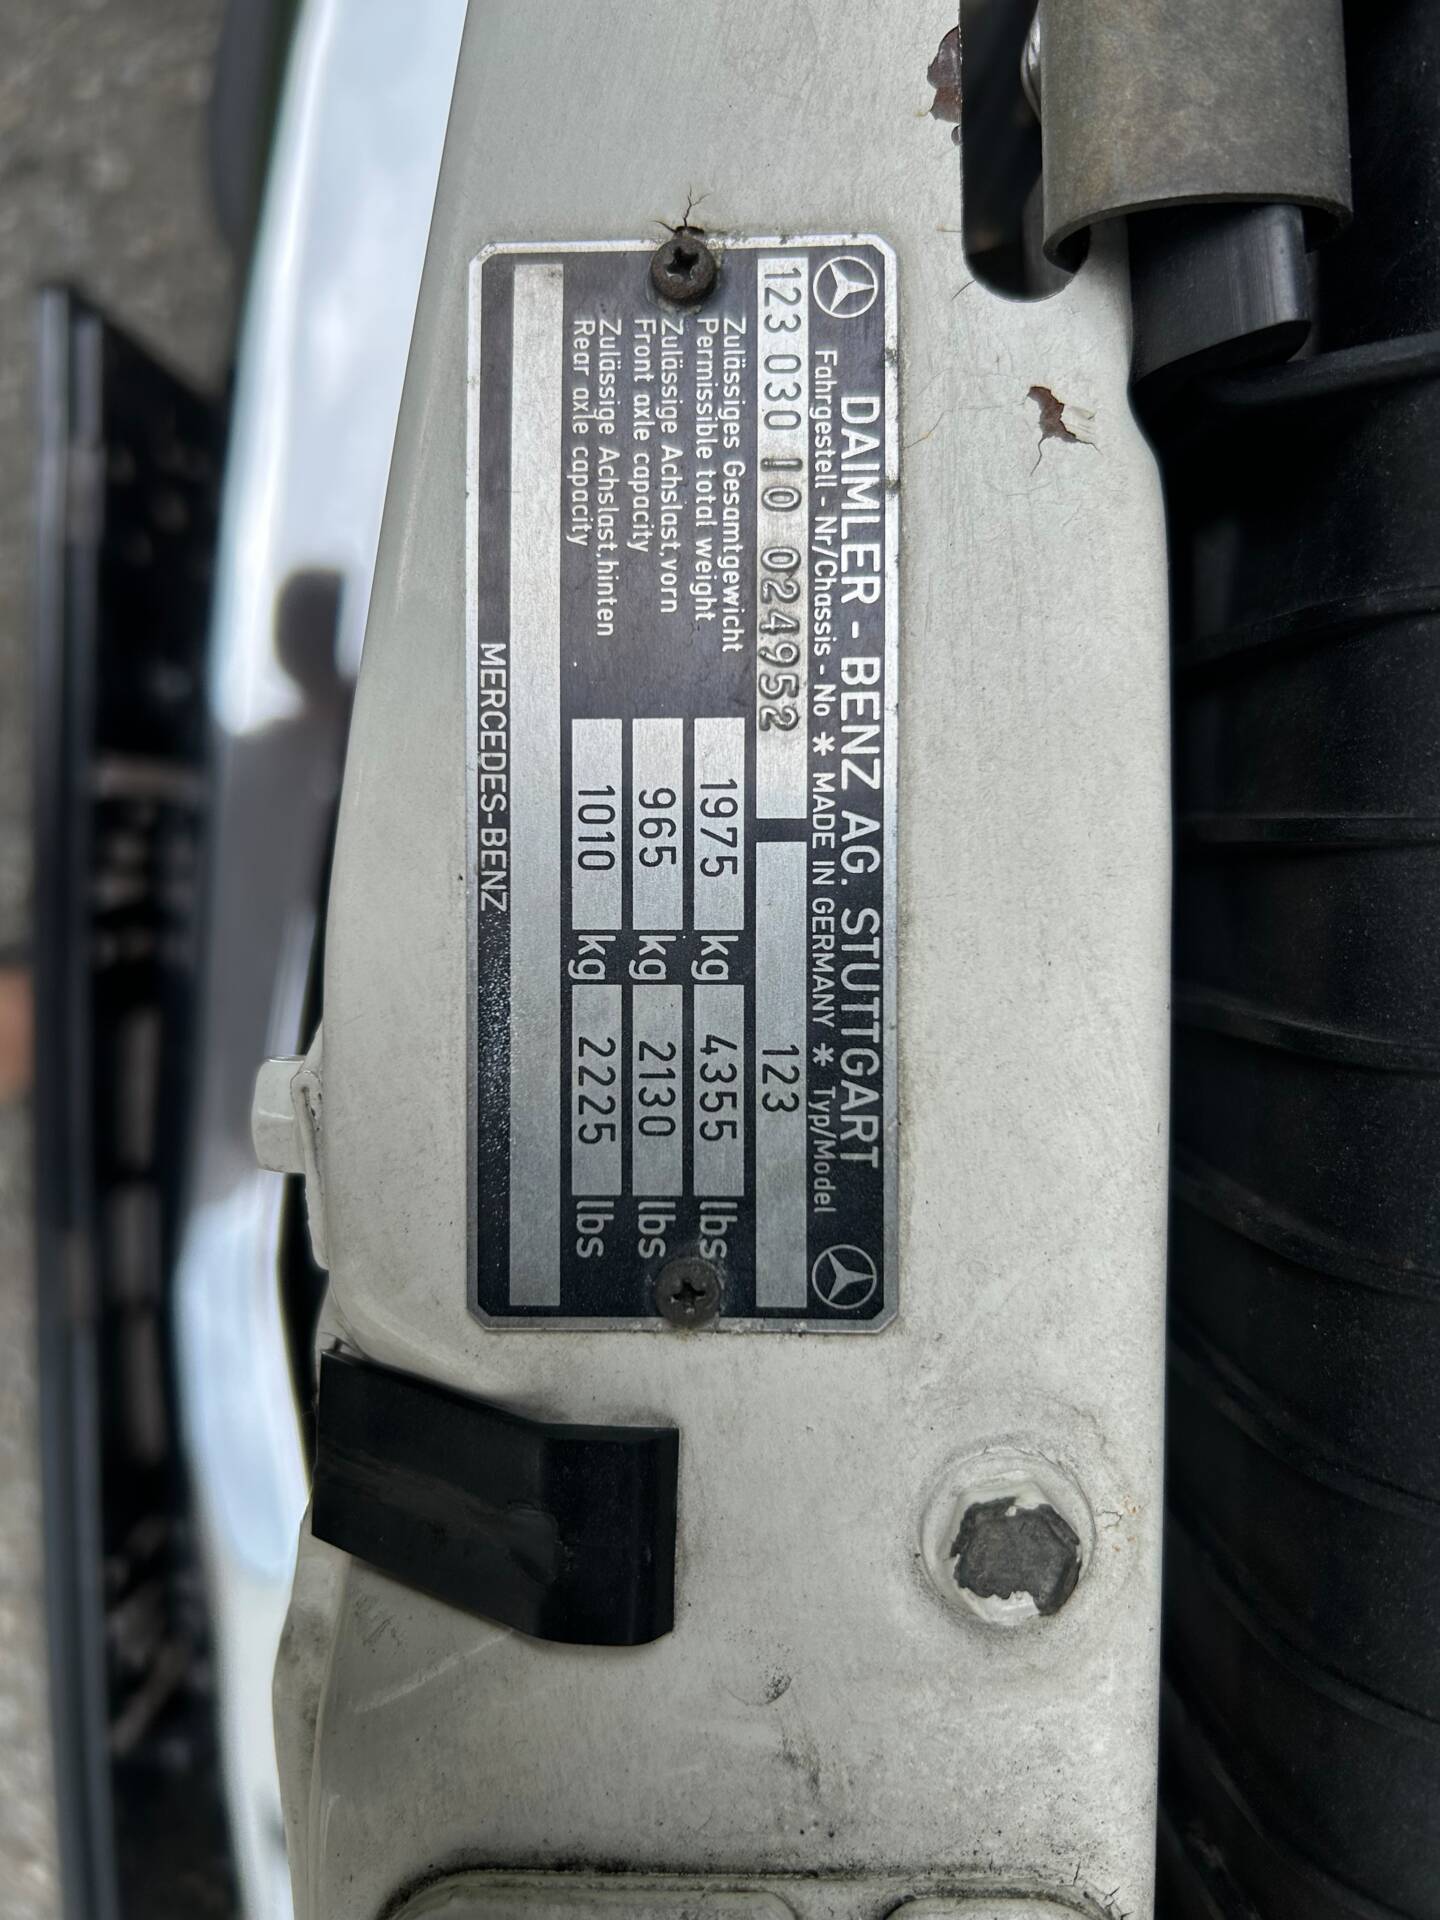 DAIMLER - BENZ AG. STUTTGART
Fahrgestell - Nr/Chassis - No * MADE IN GERMANY * Typ/Model
123 030 10 024952 123
Zulässiges Gesamtgewicht
Permissible total weight 1975 kg 4355 lbs
Zulässige Achslast,vorn
Front axle capacity 965 kg 2130 lbs
Zulässige Achslast,hinten
Rear axle capacity 1010 kg 2225 lbs
MERCEDES-BENZ